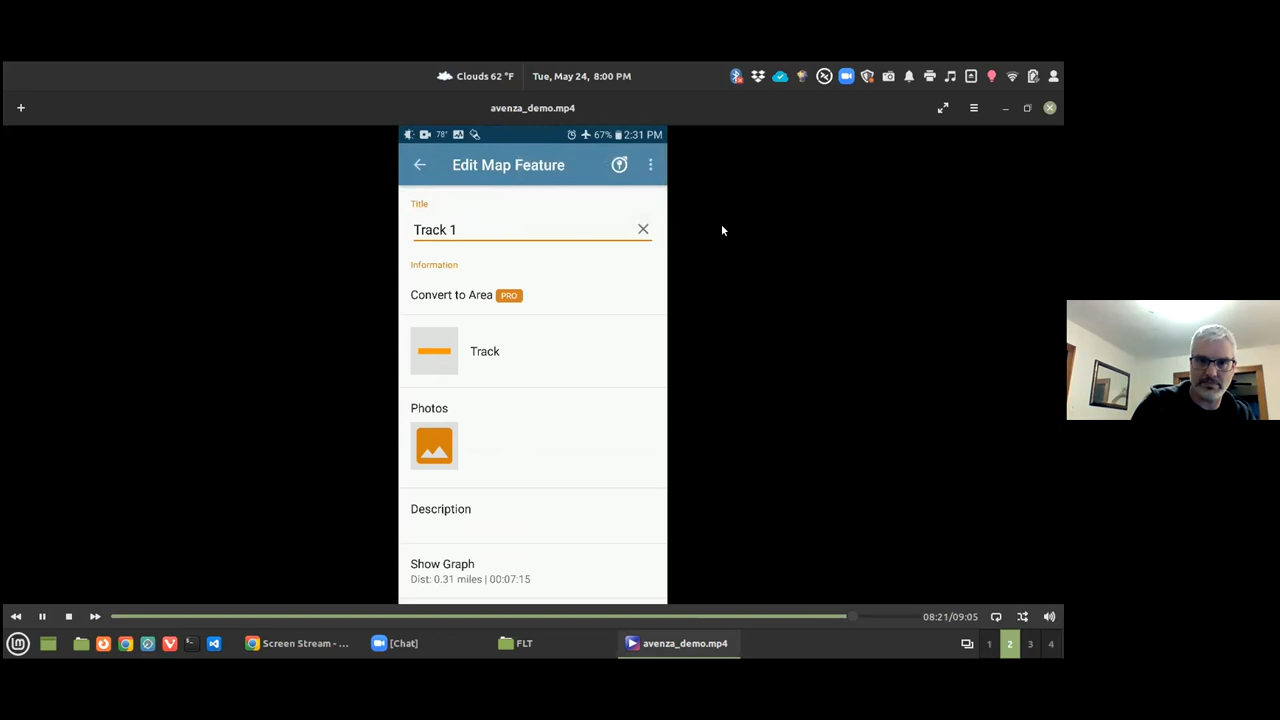 Clouds 62 °F
Tue, May 24, 8:00 PM
avenza_demo.mp4
78°
67% 2:31 PM
Edit Map Feature
Title
Track 1
Information
Convert to Area PRO
Track
Photos
Description
Show Graph
Dist: 0.31 miles | 00:07:15
08:21/09:05
Screen Stream - ...
[Chat]
FLT
avenza_demo.mp4
1 2 3 4